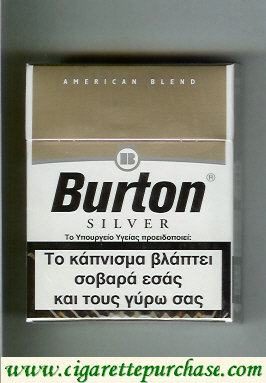 AMERICAN BLEND
B
Burton®
SILVER
Το Υπουργείο Υγείας προειδοποιεί:
Το κάπνισμα βλάπτει
σοβαρά εσάς
και τους γύρω σας
www.cigarettepurchase.com